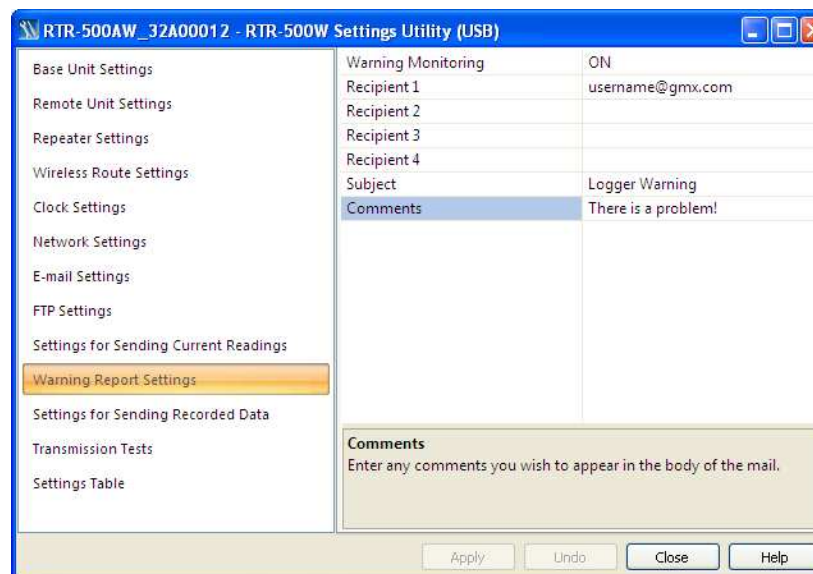 RTR-500AW_32A00012 - RTR-500W Settings Utility (USB)
Base Unit Settings
Remote Unit Settings
Repeater Settings
Wireless Route Settings
Clock Settings
Network Settings
E-mail Settings
FTP Settings
Settings for Sending Current Readings
Warning Report Settings
Settings for Sending Recorded Data
Transmission Tests
Settings Table
Warning Monitoring ON
Recipient 1 username@gmx.com
Recipient 2
Recipient 3
Recipient 4
Subject Logger Warning
Comments There is a problem!
Comments
Enter any comments you wish to appear in the body of the mail.
Apply Undo Close Help